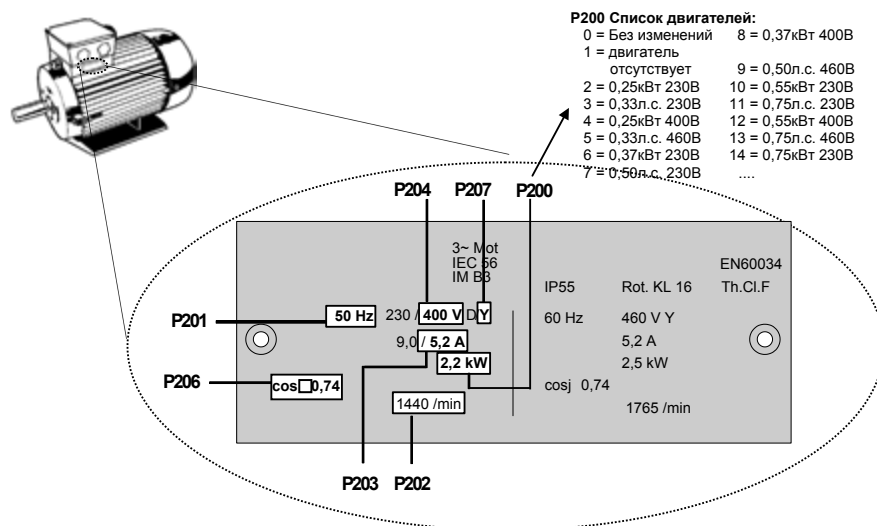 P200 Список двигателей:
0 = Без изменений 8 = 0,37кВт 400В
1 = двигатель
отсутствует 9 = 0,50л.с. 460В
2 = 0,25кВт 230В 10 = 0,55кВт 230В
3 = 0,33л.с. 230В 11 = 0,75л.с. 230В
4 = 0,25кВт 400В 12 = 0,55кВт 400В
5 = 0,33л.с. 460В 13 = 0,75л.с. 460В
6 = 0,37кВт 230В 14 = 0,75кВт 230В
7 = 0,50л.с. 230В ....
P204 P207 P200
3~ Mot
IEC 56
IM B3
EN60034
IP55 Rot. KL 16 Th.Cl.F
P201
50 Hz 230 / 400 V D/Y 60 Hz 460 V Y
9,0 / 5,2 A 5,2 A
2,2 kW 2,5 kW
P206
cos□0,74 cosj 0,74
1440 /min 1765 /min
P203 P202